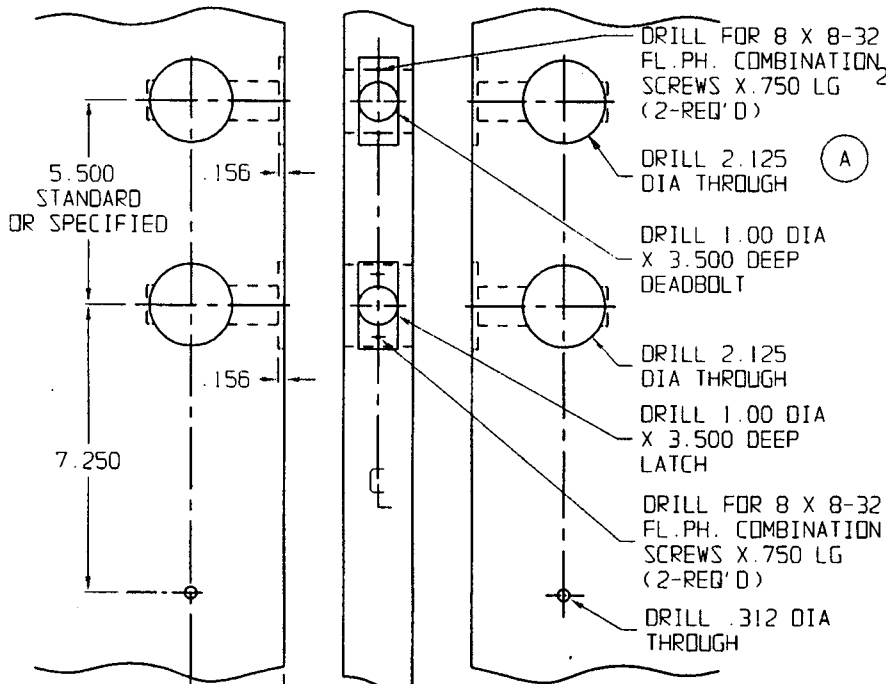 DRILL FOR 8 X 8-32
FL.PH. COMBINATION
SCREWS X.750 LG
(2-REQ'D)
2
DRILL 2.125
DIA THROUGH
A
5.500
STANDARD
OR SPECIFIED
.156
DRILL 1.00 DIA
X 3.500 DEEP
DEADBOLT
DRILL 2.125
DIA THROUGH
.156
DRILL 1.00 DIA
X 3.500 DEEP
LATCH
7.250
DRILL FOR 8 X 8-32
FL.PH. COMBINATION
SCREWS X.750 LG
(2-REQ'D)
DRILL .312 DIA
THROUGH